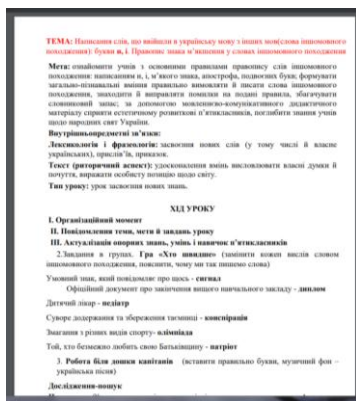 ТЕМА: Написання слів, що ввійшли в українську мову з інших мов(слова іншомовного
походження): букви и, і. Правопис знака м'якшення у словах іншомовного походження
Мета: ознайомити учнів з основними правилами правопису слів іншомовного
походження: написанням и, і, м'якого знака, апострофа, подвоєних букв; формувати
загально-пізнавальні вміння правильно вимовляти й писати слова іншомовного
походження, знаходити й виправляти помилки на подані правила, збагачувати
словниковий запас; за допомогою мовленнєво-комунікативного дидактичного
матеріалу сприяти естетичному розвиткові п'ятикласників, поглибити знання учнів
щодо народних свят України.
Внутрішньопредметні зв'язки:
Лексикологія і фразеологія: засвоєння нових слів (у тому числі й власне
українських), прислів'їв, приказок.
Текст (риторичний аспект): удосконалення вмінь висловлювати власні думки й
почуття, виражати особисту позицію щодо світу.
Тип уроку: урок засвоєння нових знань.
ХІД УРОКУ
І. Організаційний момент
ІІ. Повідомлення теми, мети й завдань уроку
ІІІ. Актуалізація опорних знань, умінь і навичок п'ятикласників
2.Завдання в групах. Гра «Хто швидше» (замінити кожен вислів словом
іншомовного походження, пояснити, чому ми так пишемо слова)
Умовний знак, який повідомляє про щось - сигнал
Офіційний документ про закінчення вищого навчального закладу - диплом
Дитячий лікар - педіатр
Суворе додержання та збереження таємниці - конспірація
Змагання з різних видів спорту- олімпіада
Той, хто безмежно любить свою Батьківщину - патріот
3. Робота біля дошки капітанів (вставити правильно букви, музичний фон –
українська пісня)
Дослідження-пошук